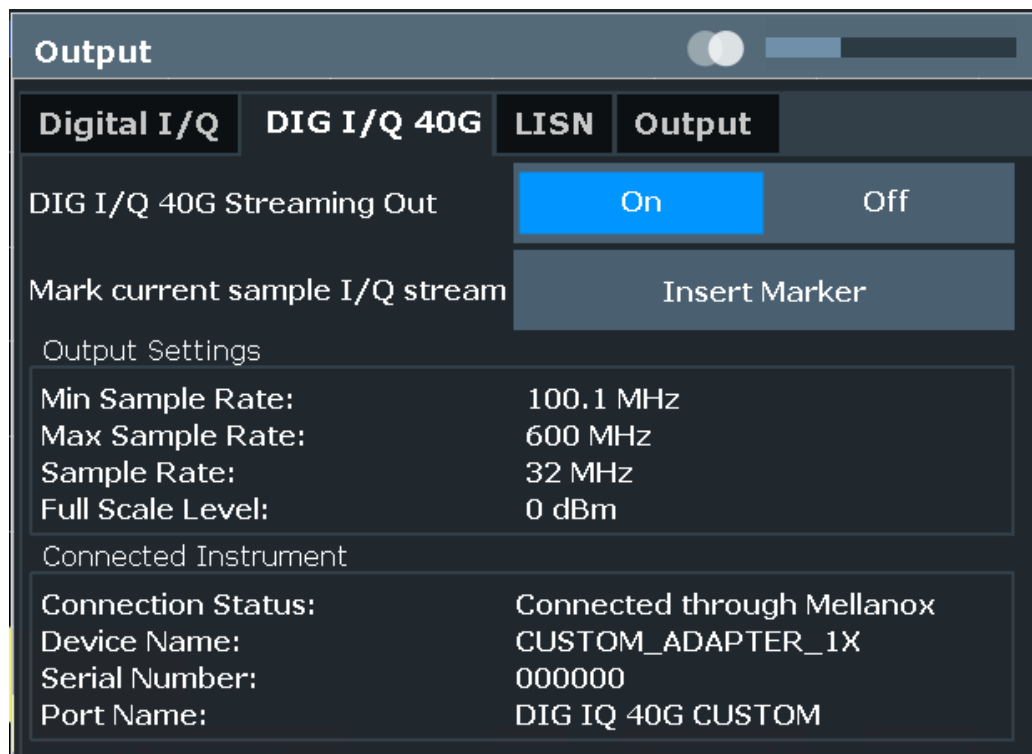 Output
Digital I/Q DIG I/Q 40G LISN Output
DIG I/Q 40G Streaming Out On Off
Mark current sample I/Q stream Insert Marker
Output Settings
Min Sample Rate: 100.1 MHz
Max Sample Rate: 600 MHz
Sample Rate: 32 MHz
Full Scale Level: 0 dBm
Connected Instrument
Connection Status: Connected through Mellanox
Device Name: CUSTOM_ADAPTER_1X
Serial Number: 000000
Port Name: DIG IQ 40G CUSTOM